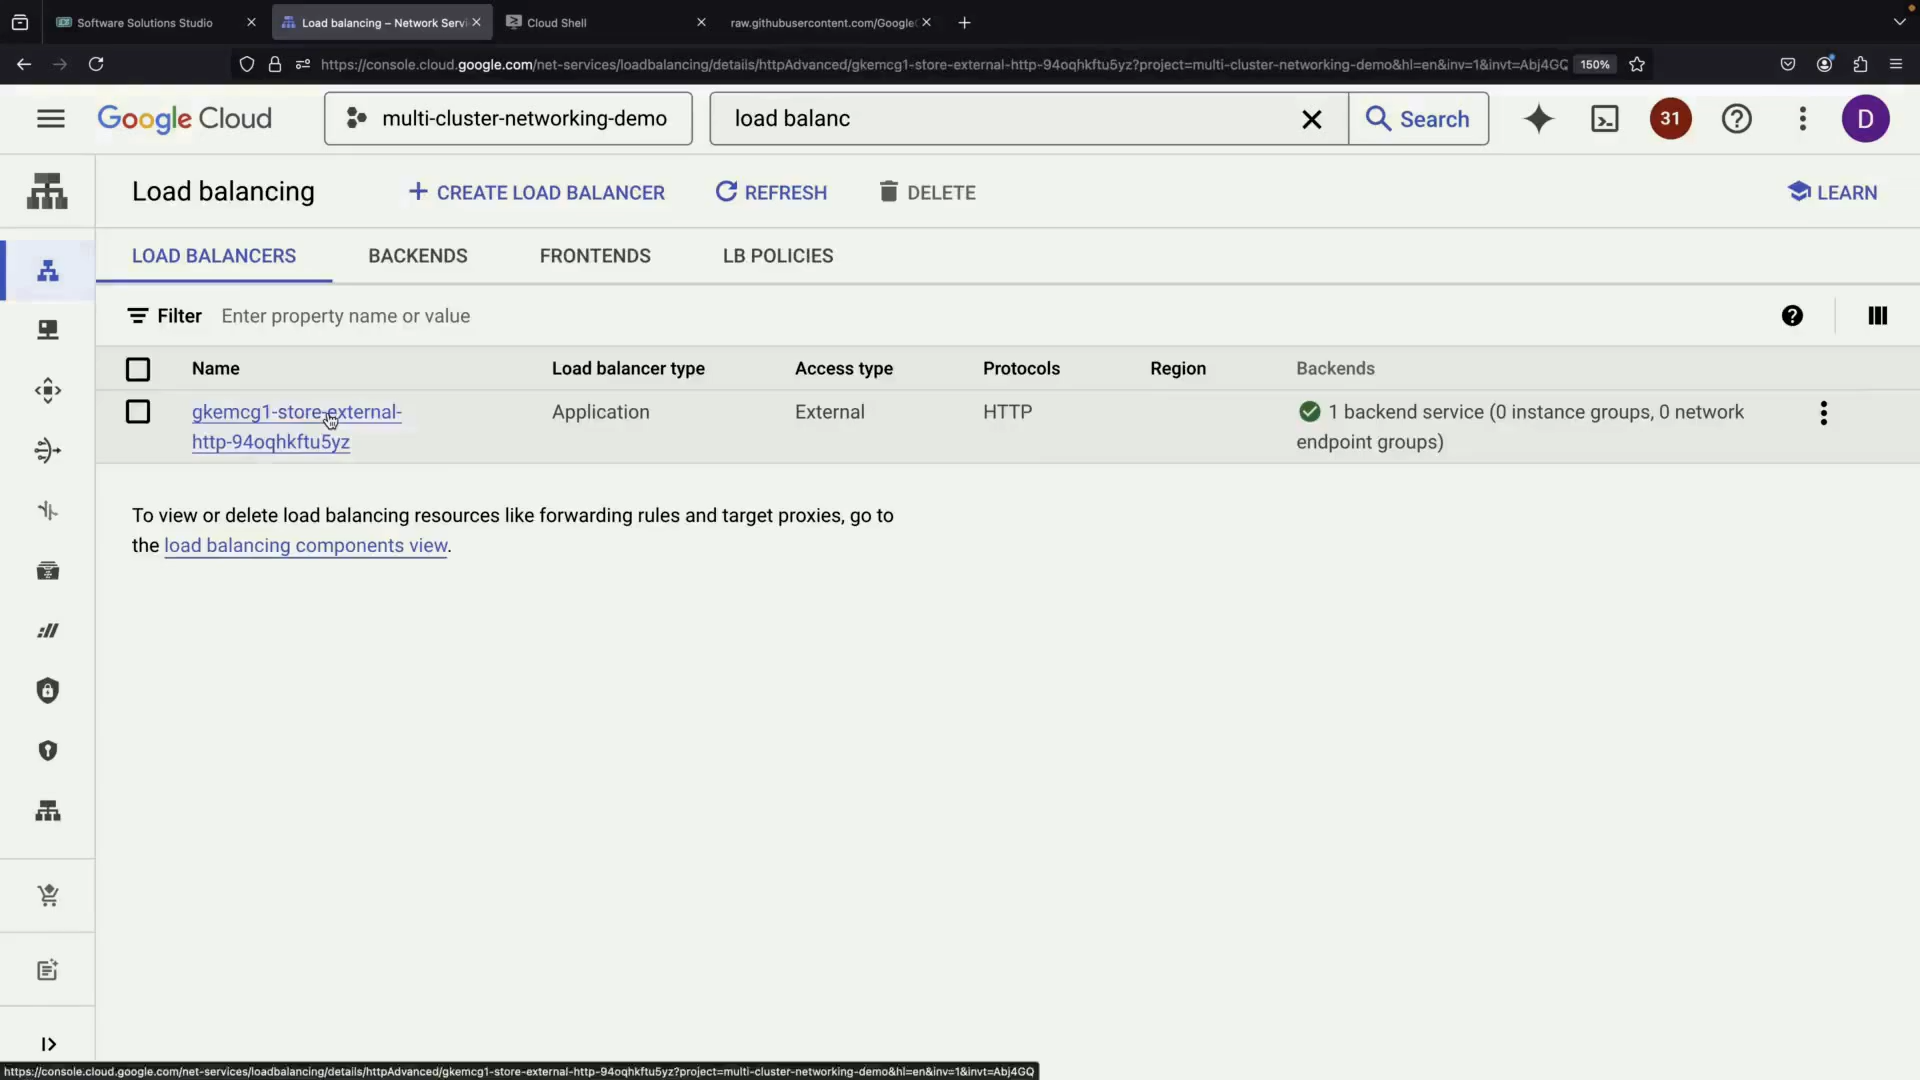 Software Solutions Studio
Load balancing – Network Serv
Cloud Shell
raw.githubusercontent.com/Google
https://console.cloud.google.com/net-services/loadbalancing/details/httpAdvanced/gkemcg1-store-external-http-94oqhkftu5yz?project=multi-cluster-networking-demo&hl=en&inv=1&invt=Abj4GQ
150%
Google Cloud
multi-cluster-networking-demo
load balanc
Search
31
D
Load balancing
CREATE LOAD BALANCER
REFRESH
DELETE
LEARN
LOAD BALANCERS
BACKENDS
FRONTENDS
LB POLICIES
Filter
Enter property name or value
Name
Load balancer type
Access type
Protocols
Region
Backends
gkemcg1-store-external-
http-94oqhkftu5yz
Application
External
HTTP
1 backend service (0 instance groups, 0 network
endpoint groups)
To view or delete load balancing resources like forwarding rules and target proxies, go to
the load balancing components view.
https://console.cloud.google.com/net-services/loadbalancing/details/httpAdvanced/gkemcg1-store-external-http-94oqhkftu5yz?project=multi-cluster-networking-demo&hl=en&inv=1&invt=Abj4GQ